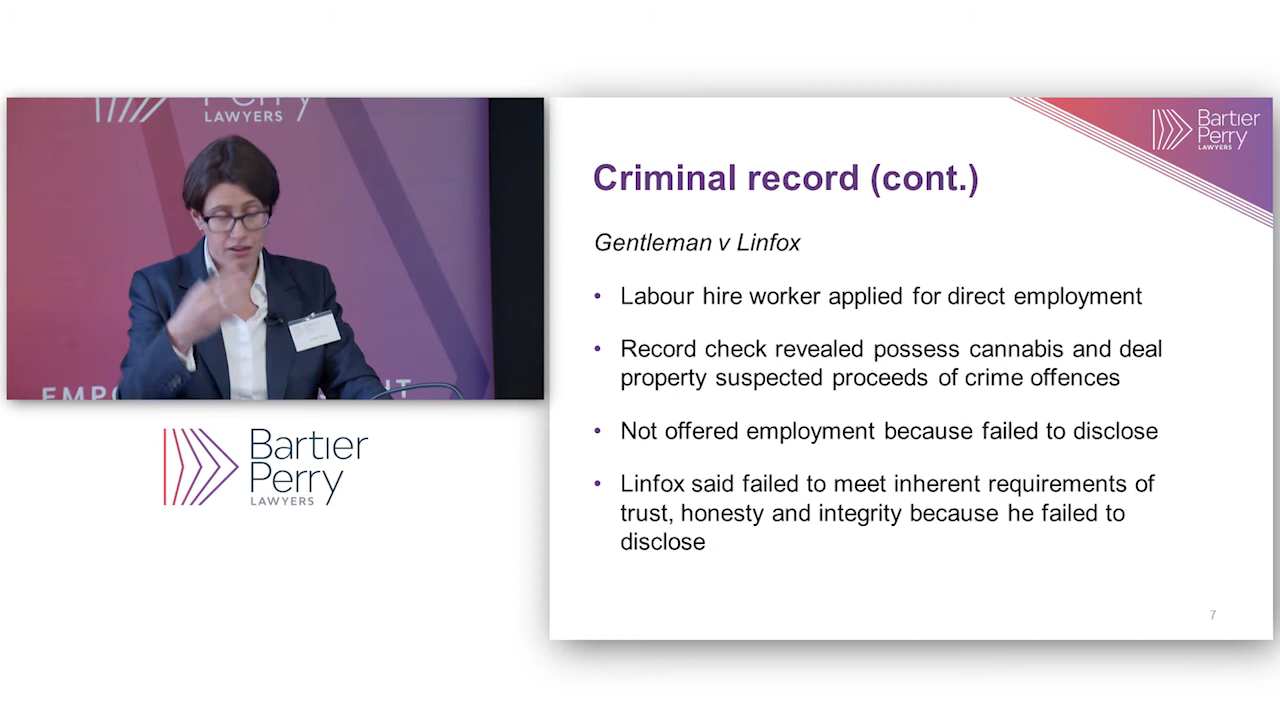 Perry
LAWYERS
EMPO
NT
Bartier
Perry
LAWYERS
Bartier
Perry
LAWYERS
Criminal record (cont.)
Gentleman v Linfox
• Labour hire worker applied for direct employment
• Record check revealed possess cannabis and deal
property suspected proceeds of crime offences
• Not offered employment because failed to disclose
• Linfox said failed to meet inherent requirements of
trust, honesty and integrity because he failed to
disclose
7